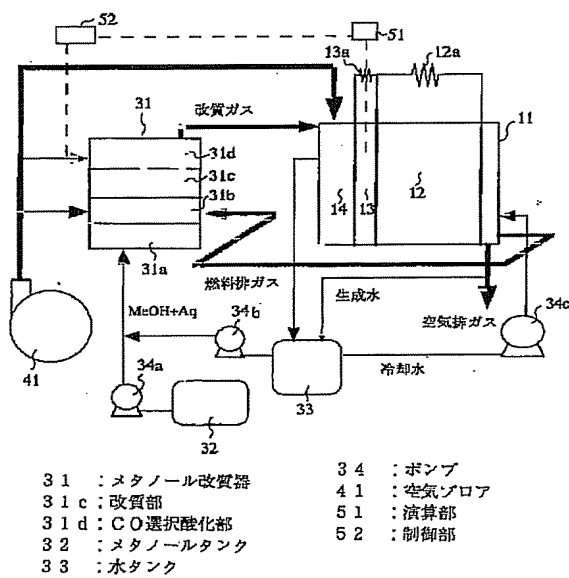 52
51
13a
12a
31
改質ガス
11
31d
31c
31b
31a
14
13
12
燃料排ガス
生成水
空気排ガス
MeOH+Aq
34b
34c
41
34a
33
冷却水
32
31 :メタノール改質器
31c:改質部
31d:CO選択酸化部
32 :メタノールタンク
33 :水タンク
34 :ポンプ
41 :空気ブロア
51 :演算部
52 :制御部